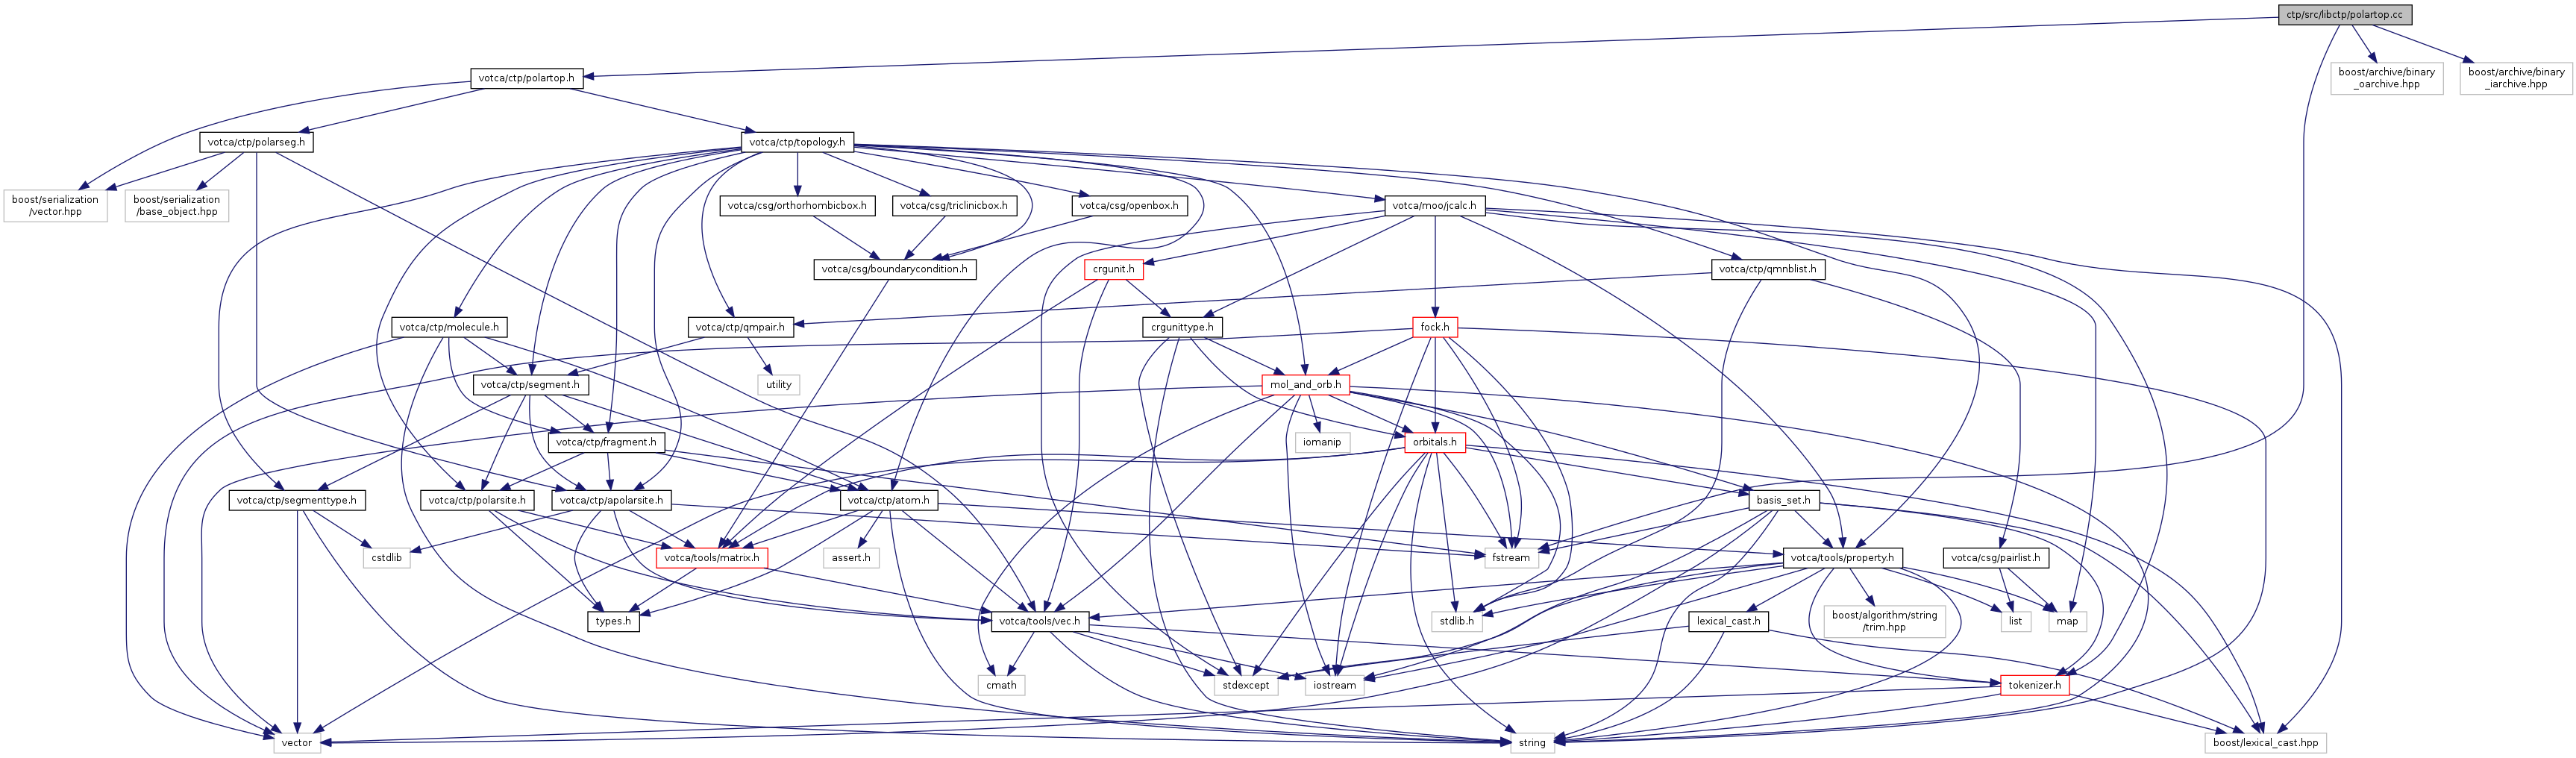 ctp/src/libctp/polartop.cc
votca/ctp/polartop.h
boost/archive/binary
_oarchive.hpp
boost/archive/binary
_iarchive.hpp
votca/ctp/polarseg.h
votca/ctp/topology.h
boost/serialization
/vector.hpp
boost/serialization
/base_object.hpp
votca/csg/orthorhombicbox.h
votca/csg/triclinicbox.h
votca/csg/openbox.h
votca/moo/jcalc.h
votca/csg/boundarycondition.h
crgunit.h
votca/ctp/qmnblist.h
votca/ctp/molecule.h
votca/ctp/qmpair.h
crgunittype.h
fock.h
votca/ctp/segment.h
utility
mol_and_orb.h
votca/ctp/fragment.h
iomanip
orbitals.h
votca/ctp/segmenttype.h
votca/ctp/polarsite.h
votca/ctp/apolarsite.h
votca/ctp/atom.h
basis_set.h
cstdlib
votca/tools/matrix.h
assert.h
fstream
votca/tools/property.h
votca/csg/pairlist.h
types.h
votca/tools/vec.h
stdlib.h
lexical_cast.h
boost/algorithm/string
/trim.hpp
list
map
cmath
stdexcept
iostream
tokenizer.h
vector
string
boost/lexical_cast.hpp